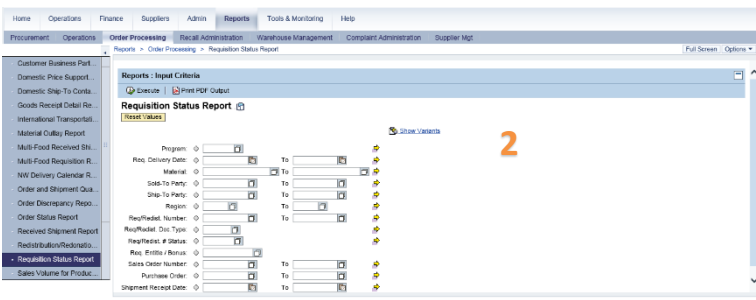 Home Operations Finance Suppliers Admin Reports Tools & Monitoring Help
Procurement Operations Order Processing Recall Administration Warehouse Management Complaint Administration Supplier Mgt
Reports > Order Processing > Requisition Status Report Full Screen Options
Customer Business Part...
Domestic Price Support...
Domestic Ship-To Conta...
Goods Receipt Detail Re...
International Transportati...
Material Outlay Report
Multi-Food Received Shi...
Multi-Food Requisition R...
NW Delivery Calendar R...
Order and Shipment Qua...
Order Discrepancy Repo...
Order Status Report
Received Shipment Report
Redistribution/Redonatio...
Requisition Status Report
Sales Volume for Produc...
Reports : Input Criteria
Execute | Print PDF Output
Requisition Status Report
Reset Values
Show Variants
2
Program:
Req. Delivery Date: To
Material: To
Sold-To Party: To
Ship-To Party: To
Region: To
Req/Redist. Number: To
Req/Redist. Doc.Type:
Req/Redist. # Status:
Req. Entitle / Bonus:
Sales Order Number: To
Purchase Order: To
Shipment Receipt Date: To